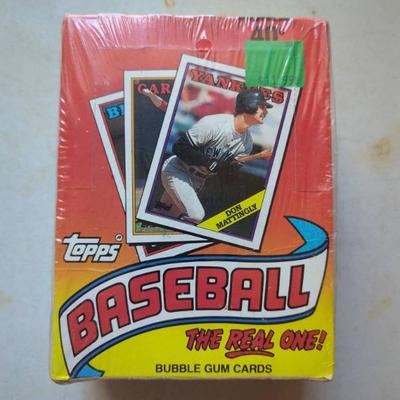 YANKEES
CAR
DON
MATTINGLY
topps
BASEBALL
THE REAL ONE!
BUBBLE GUM CARDS